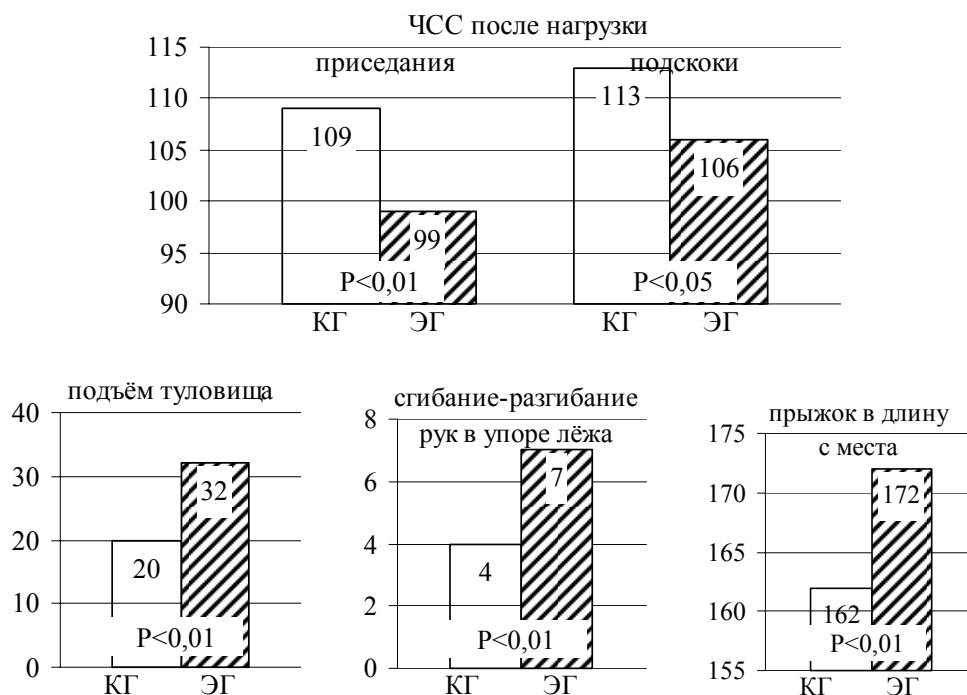 ЧСС после нагрузки
115
110
105
100
95
90
приседания
подскоки
109
99
113
106
P<0,01
P<0,05
КГ
ЭГ
КГ
ЭГ
подъём туловища
40
30
20
10
0
20
32
P<0,01
КГ
ЭГ
сгибание-разгибание
рук в упоре лёжа
8
6
4
2
0
4
7
P<0,01
КГ
ЭГ
прыжок в длину
с места
175
170
165
160
155
162
172
P<0,01
КГ
ЭГ